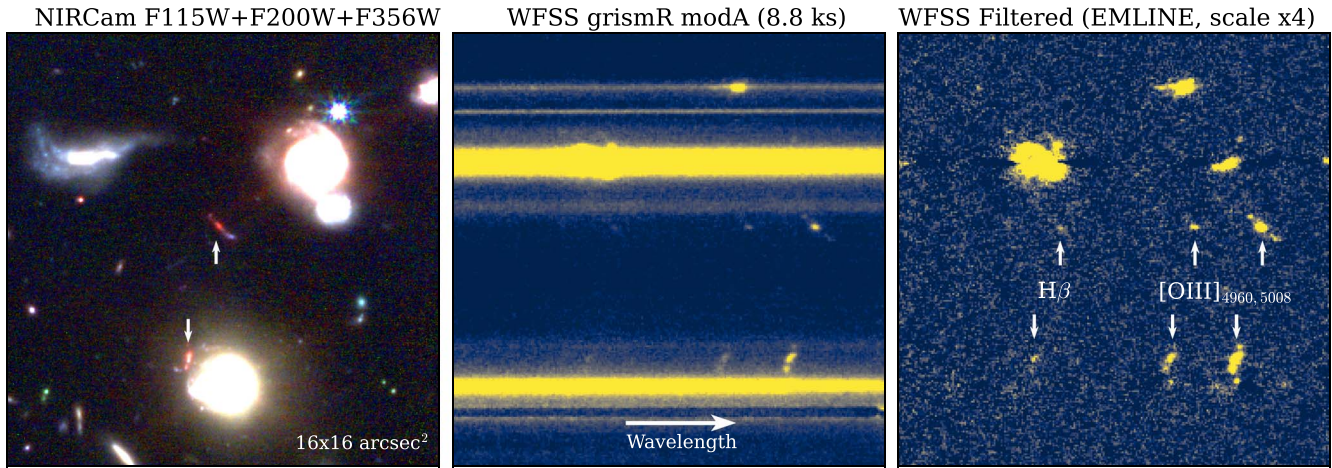 NIRCam F115W+F200W+F356W
WFSS grismR modA (8.8 ks)
WFSS Filtered (EMLINE, scale x4)
16x16 arcsec²
Wavelength
Hβ
[OIII]₄₉₆₀,₅₀₀₈